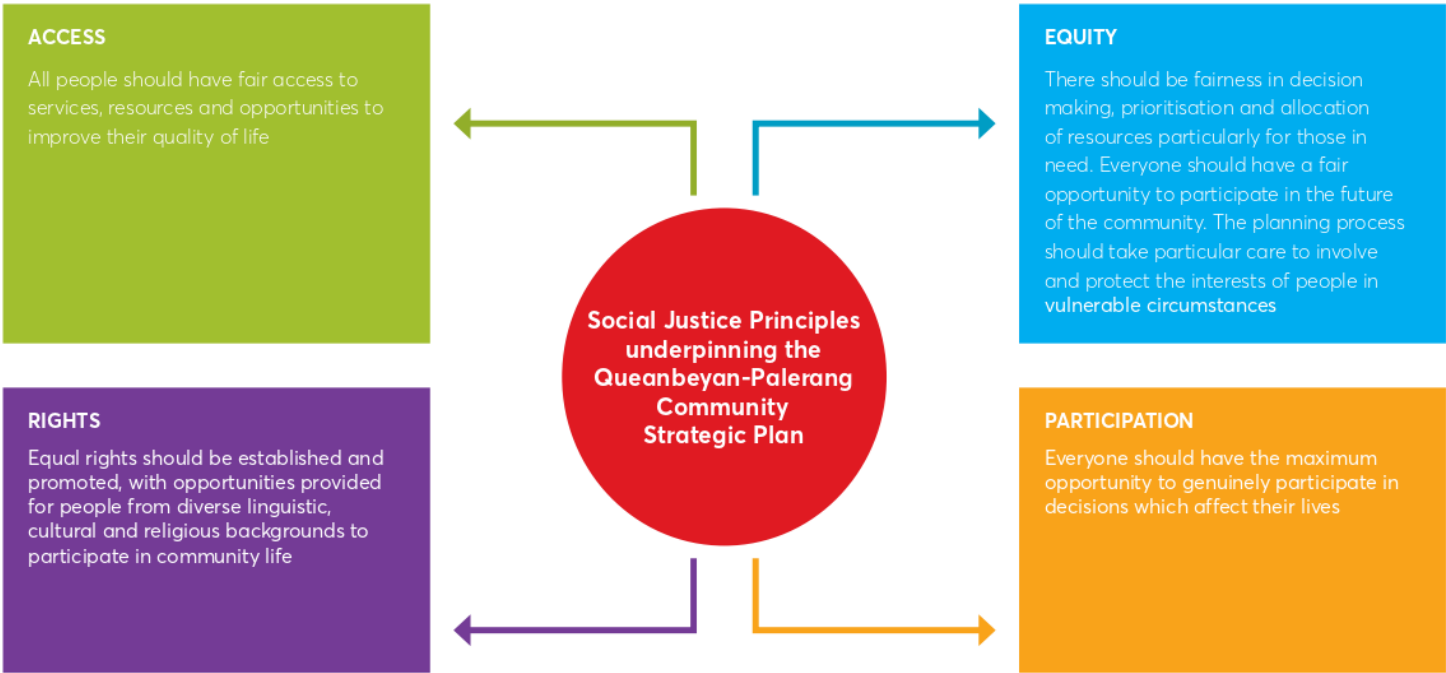 ACCESS
All people should have fair access to
services, resources and opportunities to
improve their quality of life
EQUITY
There should be fairness in decision
making, prioritisation and allocation
of resources particularly for those in
need. Everyone should have a fair
opportunity to participate in the future
of the community. The planning process
should take particular care to involve
and protect the interests of people in
vulnerable circumstances
Social Justice Principles
underpinning the
Queanbeyan-Palerang
Community
Strategic Plan
RIGHTS
Equal rights should be established and
promoted, with opportunities provided
for people from diverse linguistic,
cultural and religious backgrounds to
participate in community life
PARTICIPATION
Everyone should have the maximum
opportunity to genuinely participate in
decisions which affect their lives